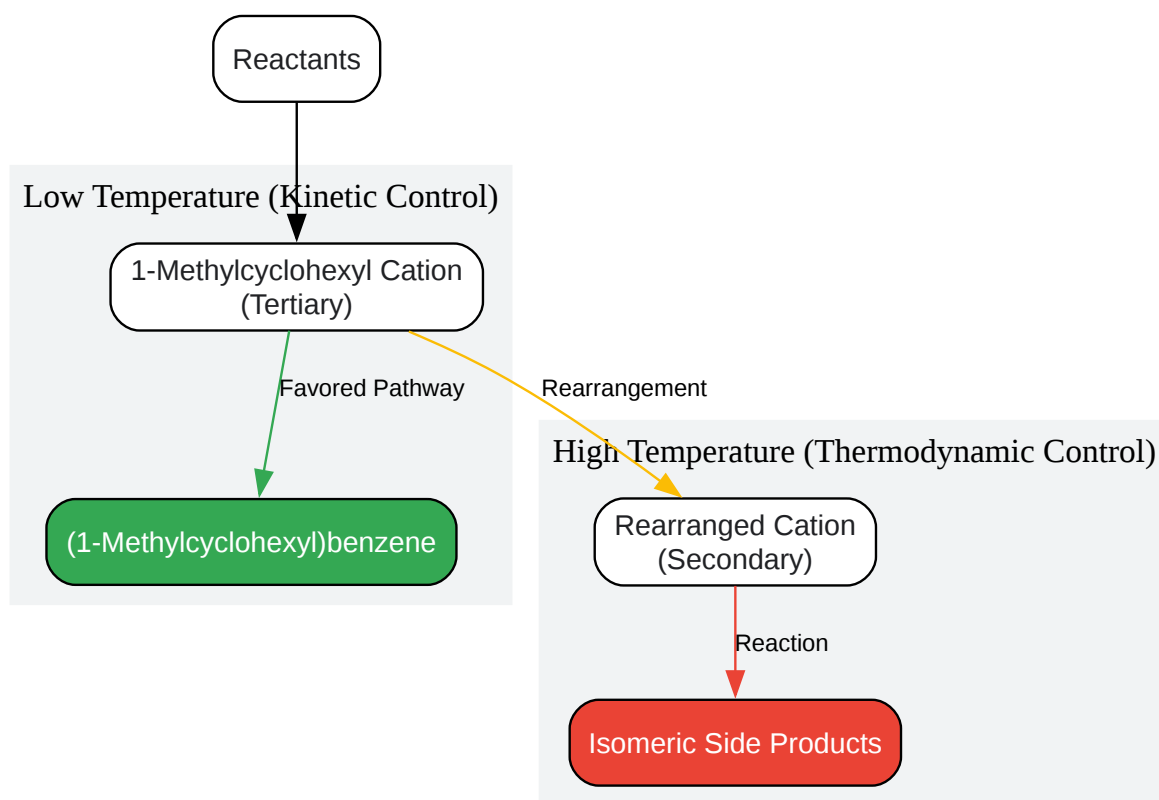 Reactants
Low Temperature (Kinetic Control)
1-Methylcyclohexyl Cation
(Tertiary)
Favored Pathway
Rearrangement
High Temperature (Thermodynamic Control)
(1-Methylcyclohexyl)benzene
Rearranged Cation
(Secondary)
Reaction
Isomeric Side Products